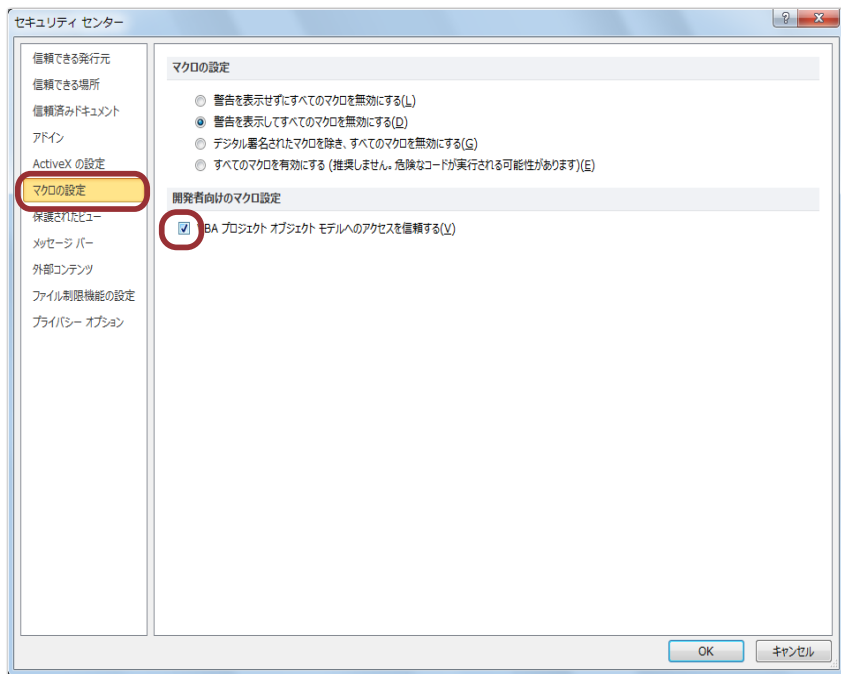 セキュリティ センター
信頼できる発行元
信頼できる場所
信頼済みドキュメント
アドイン
ActiveX の設定
マクロの設定
保護されたビュー
メッセージ バー
外部コンテンツ
ファイル制限機能の設定
プライバシー オプション
マクロの設定
警告を表示せずにすべてのマクロを無効にする(L)
警告を表示してすべてのマクロを無効にする(D)
デジタル署名されたマクロを除き、すべてのマクロを無効にする(G)
すべてのマクロを有効にする (推奨しません。危険なコードが実行される可能性があります)(E)
開発者向けのマクロ設定
BA プロジェクト オブジェクト モデルへのアクセスを信頼する(V)
OK
キャンセル